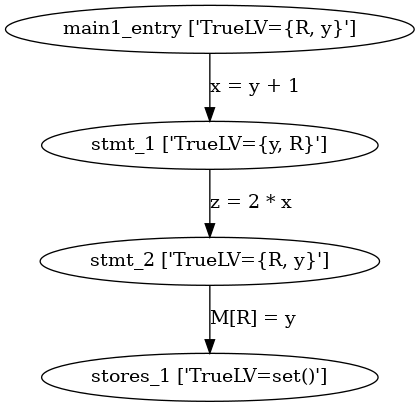 main1_entry ['TrueLV={R, y}']
x = y + 1
stmt_1 ['TrueLV={y, R}']
z = 2 * x
stmt_2 ['TrueLV={R, y}']
M[R] = y
stores_1 ['TrueLV=set()']